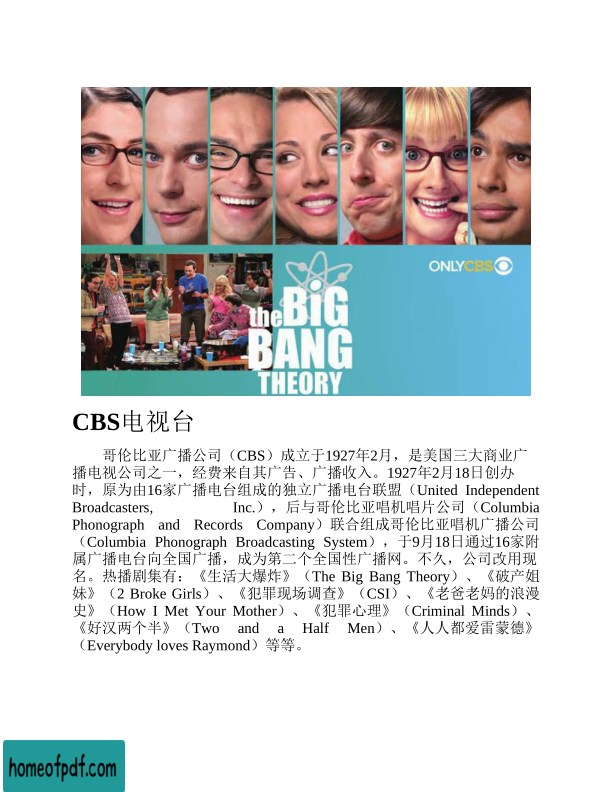 ONLYCBS
the BIG
BANG
THEORY
CBS电视台
哥伦比亚广播公司（CBS）成立于1927年2月，是美国三大商业广
播电视公司之一，经费来自其广告、广播收入。1927年2月18日创办
时，原为由16家广播电台组成的独立广播电台联盟（United Independent
Broadcasters, Inc.），后与哥伦比亚唱机唱片公司（Columbia
Phonograph and Records Company）联合组成哥伦比亚唱机广播公司
（Columbia Phonograph Broadcasting System），于9月18日通过16家附
属广播电台向全国广播，成为第二个全国性广播网。不久，公司改用现
名。热播剧集有：《生活大爆炸》（The Big Bang Theory）、《破产姐
妹》（2 Broke Girls）、《犯罪现场调查》（CSI）、《老爸老妈的浪漫
史》（How I Met Your Mother）、《犯罪心理》（Criminal Minds）、
《好汉两个半》（Two and a Half Men）、《人人都爱雷蒙德》
（Everybody loves Raymond）等等。
homeofpdf.com